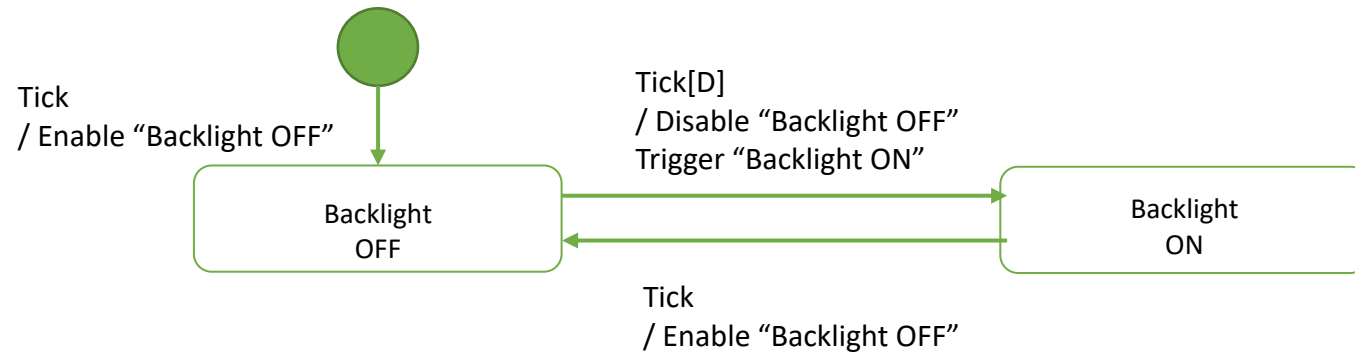 Tick
/ Enable “Backlight OFF”
Tick[D]
/ Disable “Backlight OFF”
Trigger “Backlight ON”
Backlight
OFF
Backlight
ON
Tick
/ Enable “Backlight OFF”